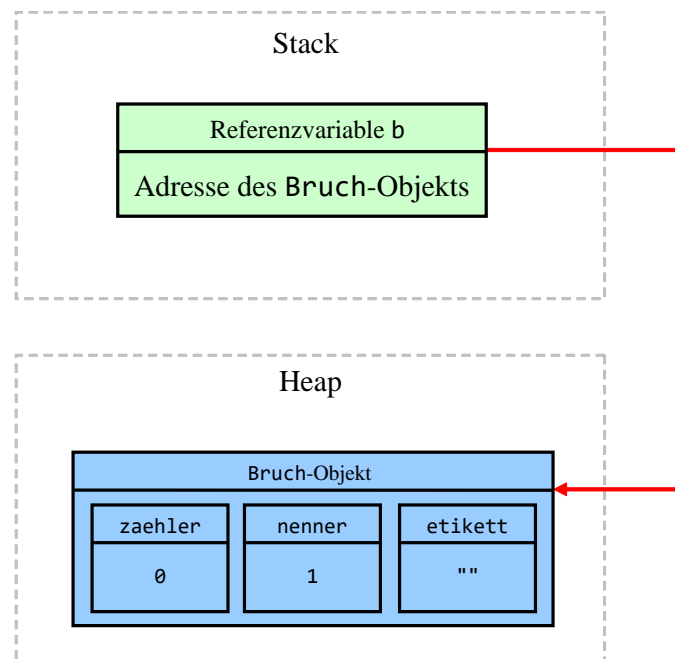 Stack
Referenzvariable b
Adresse des Bruch-Objekts
Heap
Bruch-Objekt
zaehler nenner etikett
0 1 ""